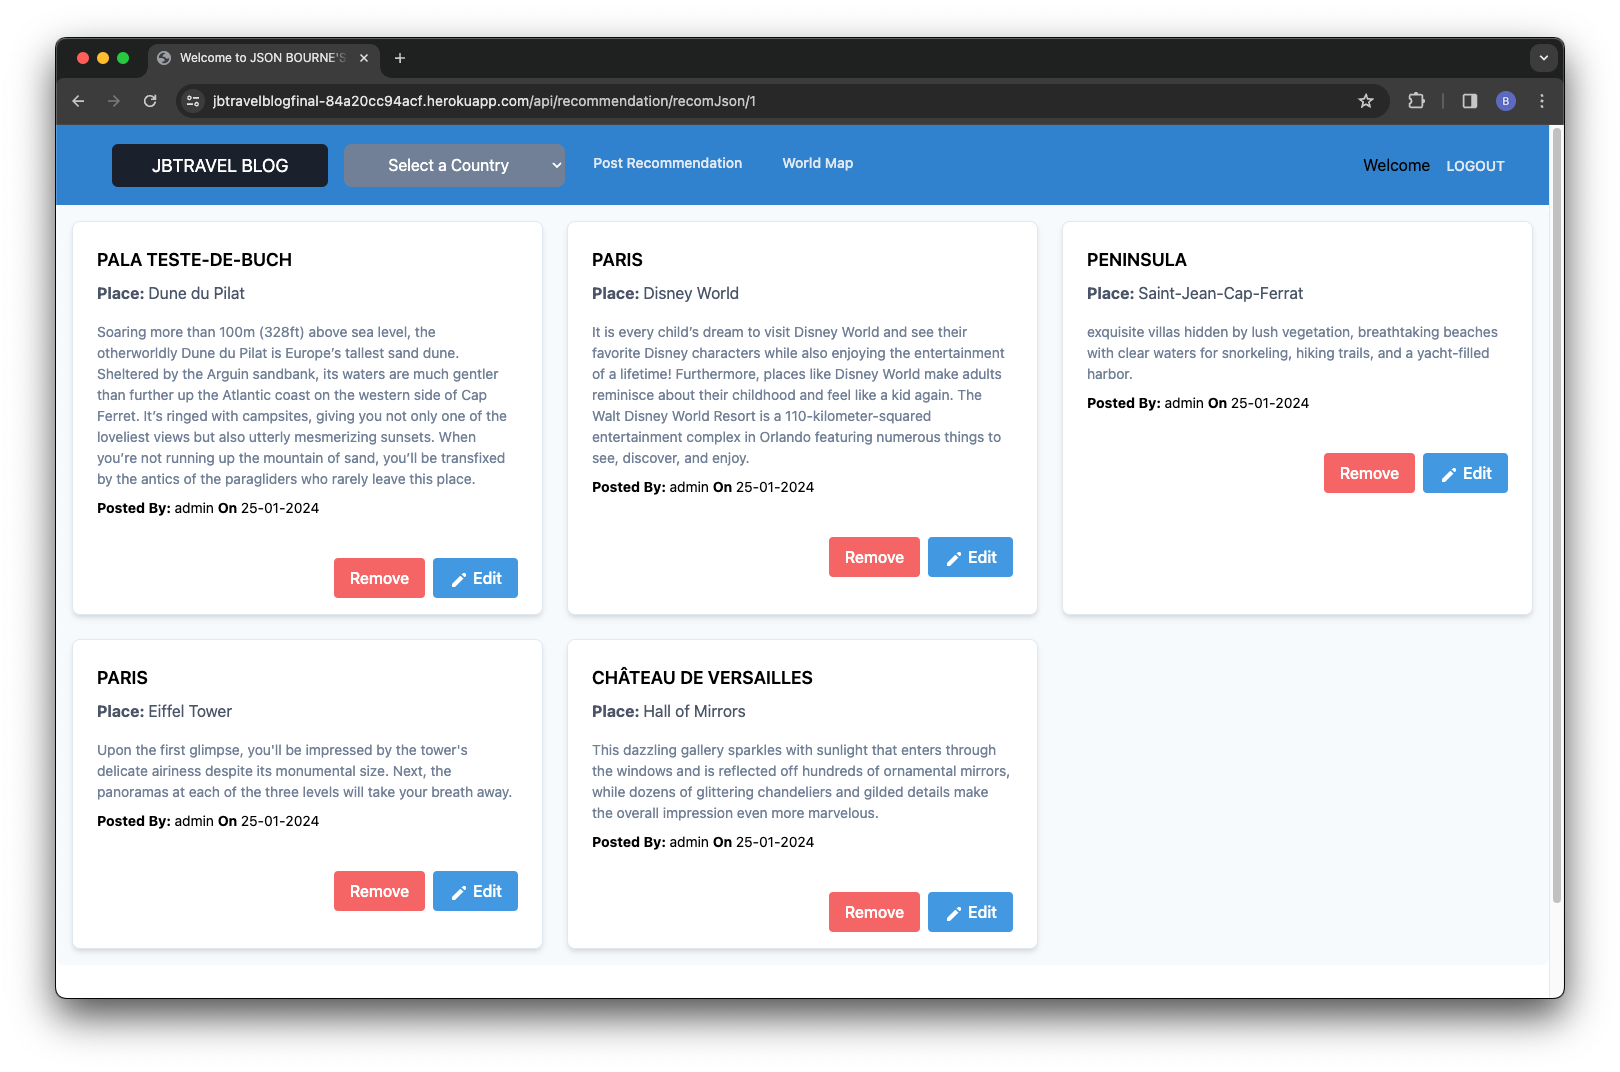 Welcome to JSON BOURNE'S
jbtravelblogfinal-84a20cc94acf.herokuapp.com/api/recommendation/recomJson/1
B
JBTRAVEL BLOG
Select a Country
Post Recommendation
World Map
Welcome
LOGOUT
PALA TESTE-DE-BUCH
Place: Dune du Pilat
Soaring more than 100m (328ft) above sea level, the
otherworldly Dune du Pilat is Europe’s tallest sand dune.
Sheltered by the Arguin sandbank, its waters are much gentler
than further up the Atlantic coast on the western side of Cap
Ferret. It’s ringed with campsites, giving you not only one of the
loveliest views but also utterly mesmerizing sunsets. When
you’re not running up the mountain of sand, you’ll be transfixed
by the antics of the paragliders who rarely leave this place.
Posted By: admin On 25-01-2024
Remove
Edit
PARIS
Place: Disney World
It is every child’s dream to visit Disney World and see their
favorite Disney characters while also enjoying the entertainment
of a lifetime! Furthermore, places like Disney World make adults
reminisce about their childhood and feel like a kid again. The
Walt Disney World Resort is a 110-kilometer-squared
entertainment complex in Orlando featuring numerous things to
see, discover, and enjoy.
Posted By: admin On 25-01-2024
Remove
Edit
PENINSULA
Place: Saint-Jean-Cap-Ferrat
exquisite villas hidden by lush vegetation, breathtaking beaches
with clear waters for snorkeling, hiking trails, and a yacht-filled
harbor.
Posted By: admin On 25-01-2024
Remove
Edit
PARIS
Place: Eiffel Tower
Upon the first glimpse, you'll be impressed by the tower's
delicate airiness despite its monumental size. Next, the
panoramas at each of the three levels will take your breath away.
Posted By: admin On 25-01-2024
Remove
Edit
CHÂTEAU DE VERSAILLES
Place: Hall of Mirrors
This dazzling gallery sparkles with sunlight that enters through
the windows and is reflected off hundreds of ornamental mirrors,
while dozens of glittering chandeliers and gilded details make
the overall impression even more marvelous.
Posted By: admin On 25-01-2024
Remove
Edit